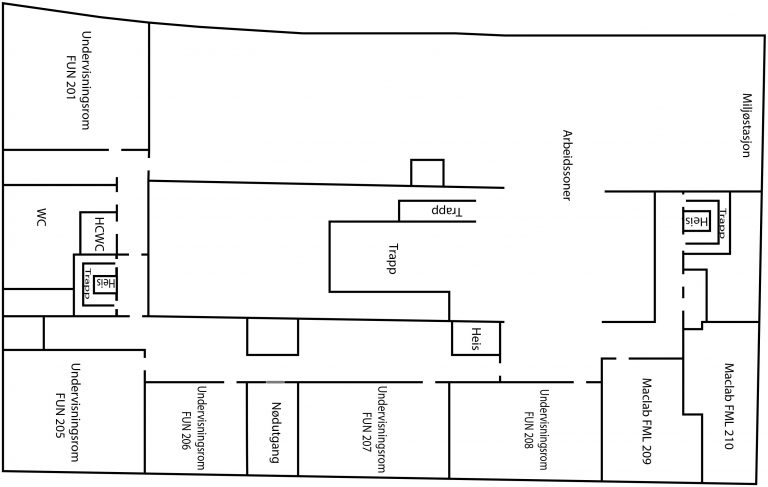 Undervisningsrom
FUN 201
Miljøstasjon
Arbeidssoner
WC
HCWC
Trapp
Heis
Trapp
Trapp
Heis
Trapp
Heis
Undervisningsrom
FUN 205
Undervisningsrom
FUN 206
Nødutgang
Undervisningsrom
FUN 207
Undervisningsrom
FUN 208
Maclab FML 209
Maclab FML 210